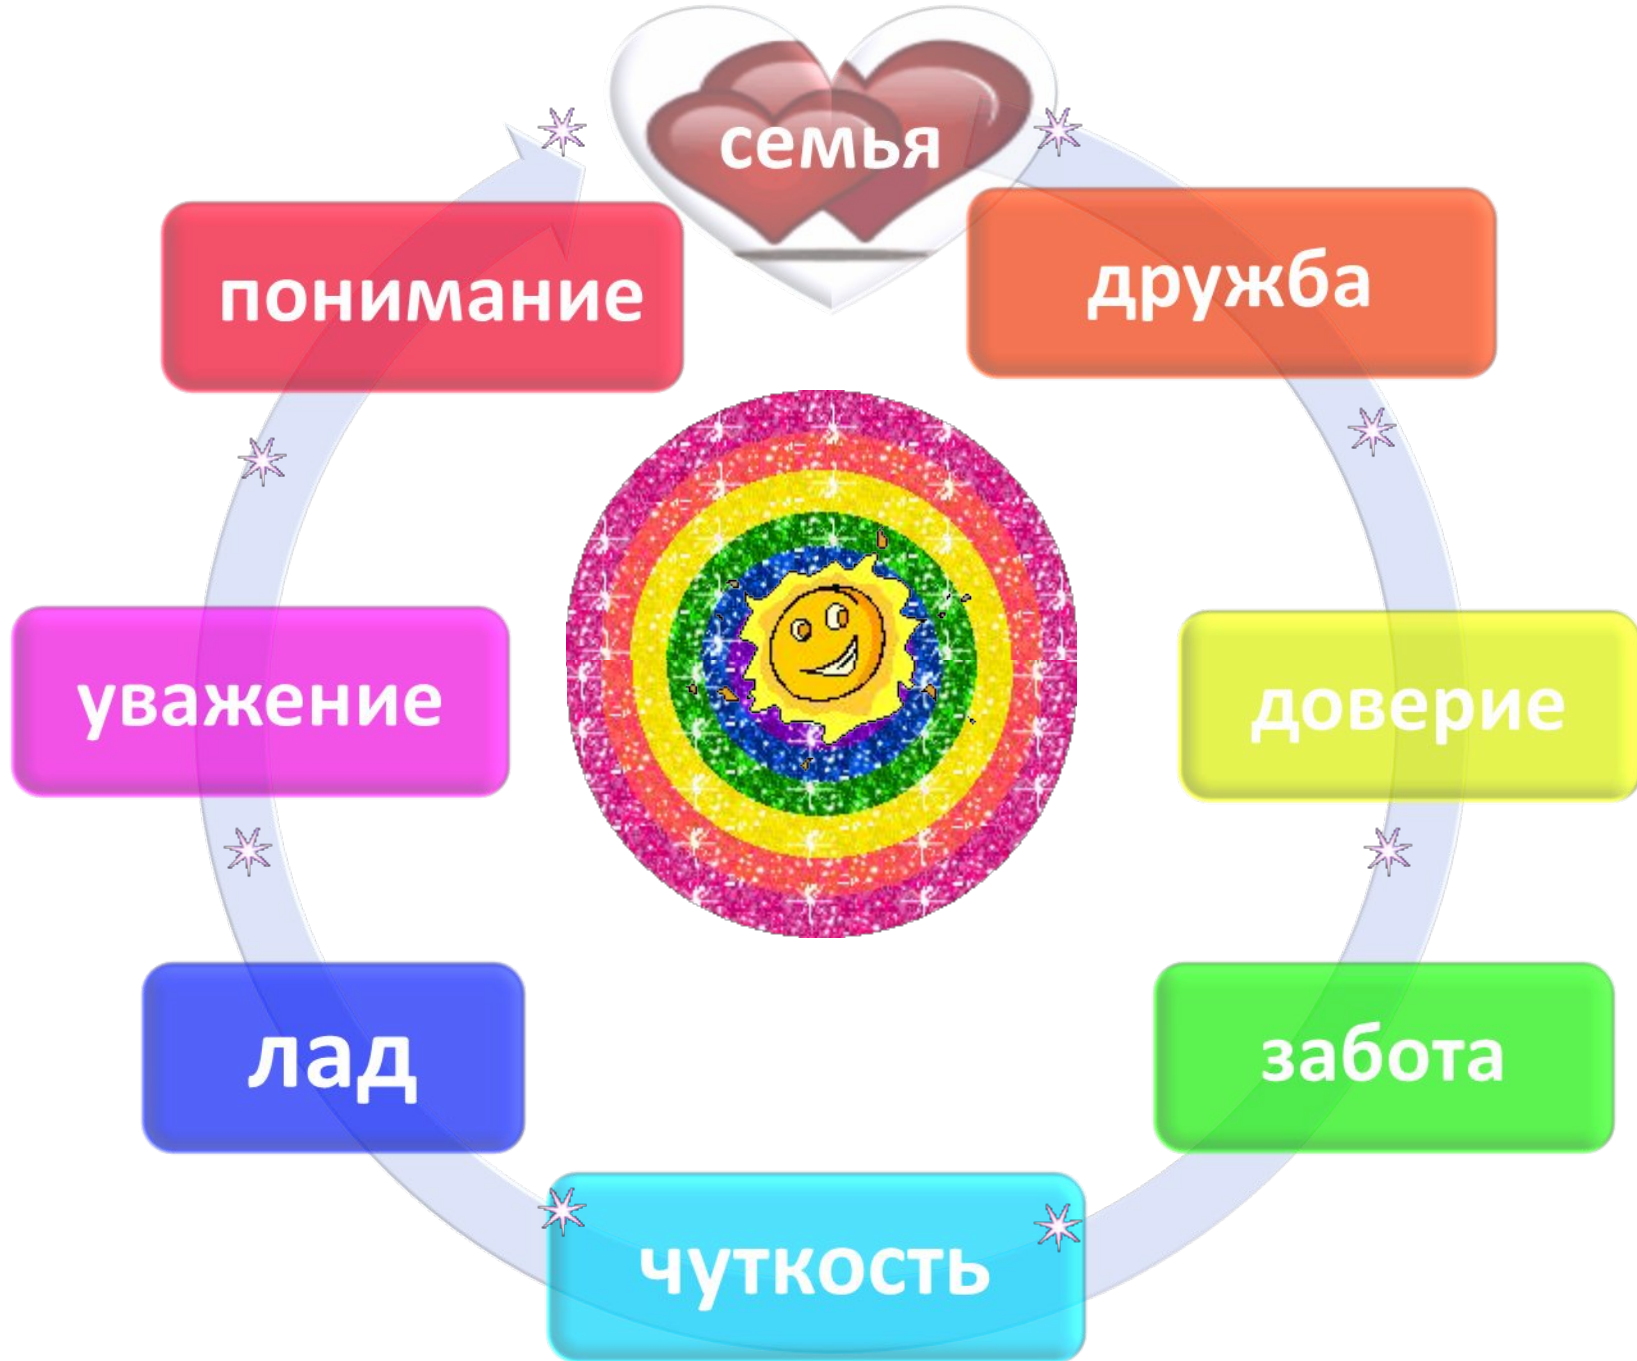 семья
понимание
дружба
уважение
доверие
лад
забота
чуткость